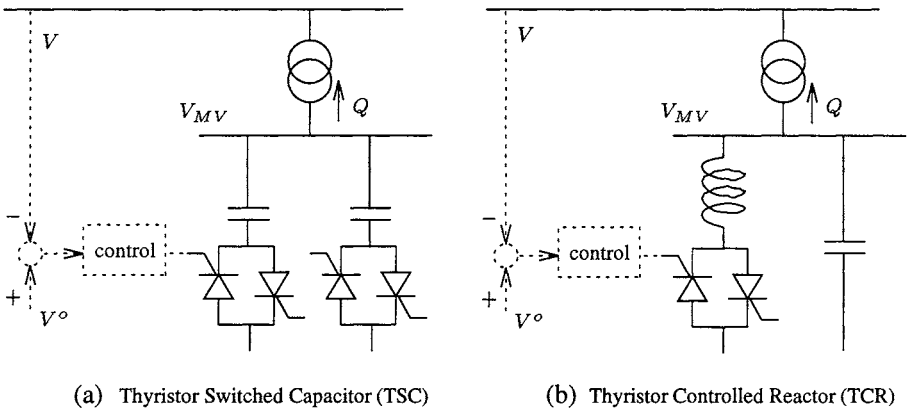 V
Q
V_{MV}
−
control
+
V^o
(a) Thyristor Switched Capacitor (TSC)
V
Q
V_{MV}
−
control
+
V^o
(b) Thyristor Controlled Reactor (TCR)